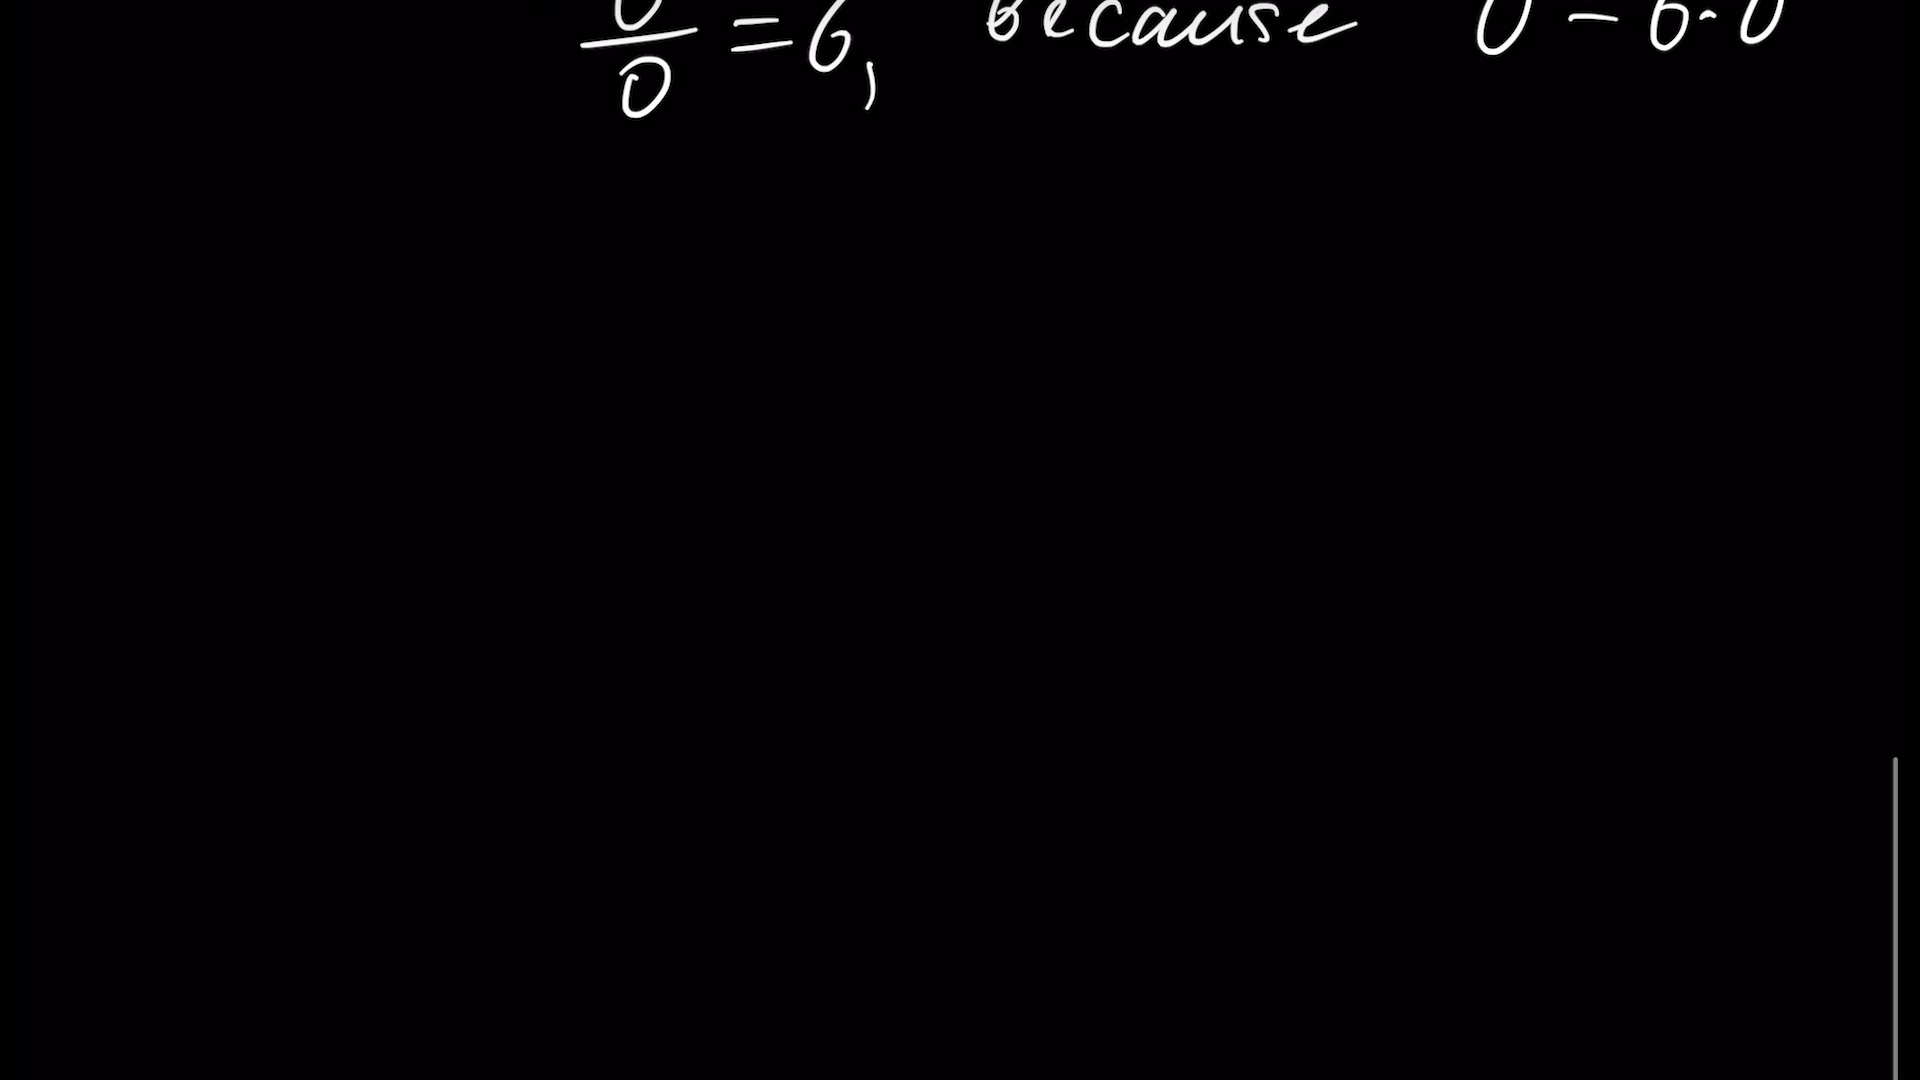 0/0 = 6, because 0 = 6·0